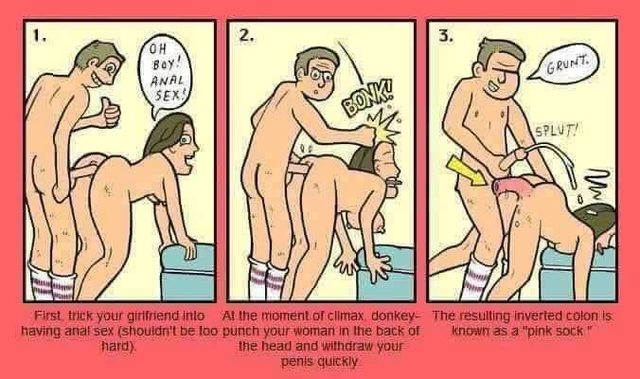 1.
OH
BOY!
ANAL
SEX!
2.
BONK!
3.
GRUNT.
SPLUT!
First, trick your girlfriend into
having anal sex (shouldn't be too
hard).
At the moment of climax, donkey-
punch your woman in the back of
the head and withdraw your
penis quickly.
The resulting inverted colon is
known as a "pink sock."